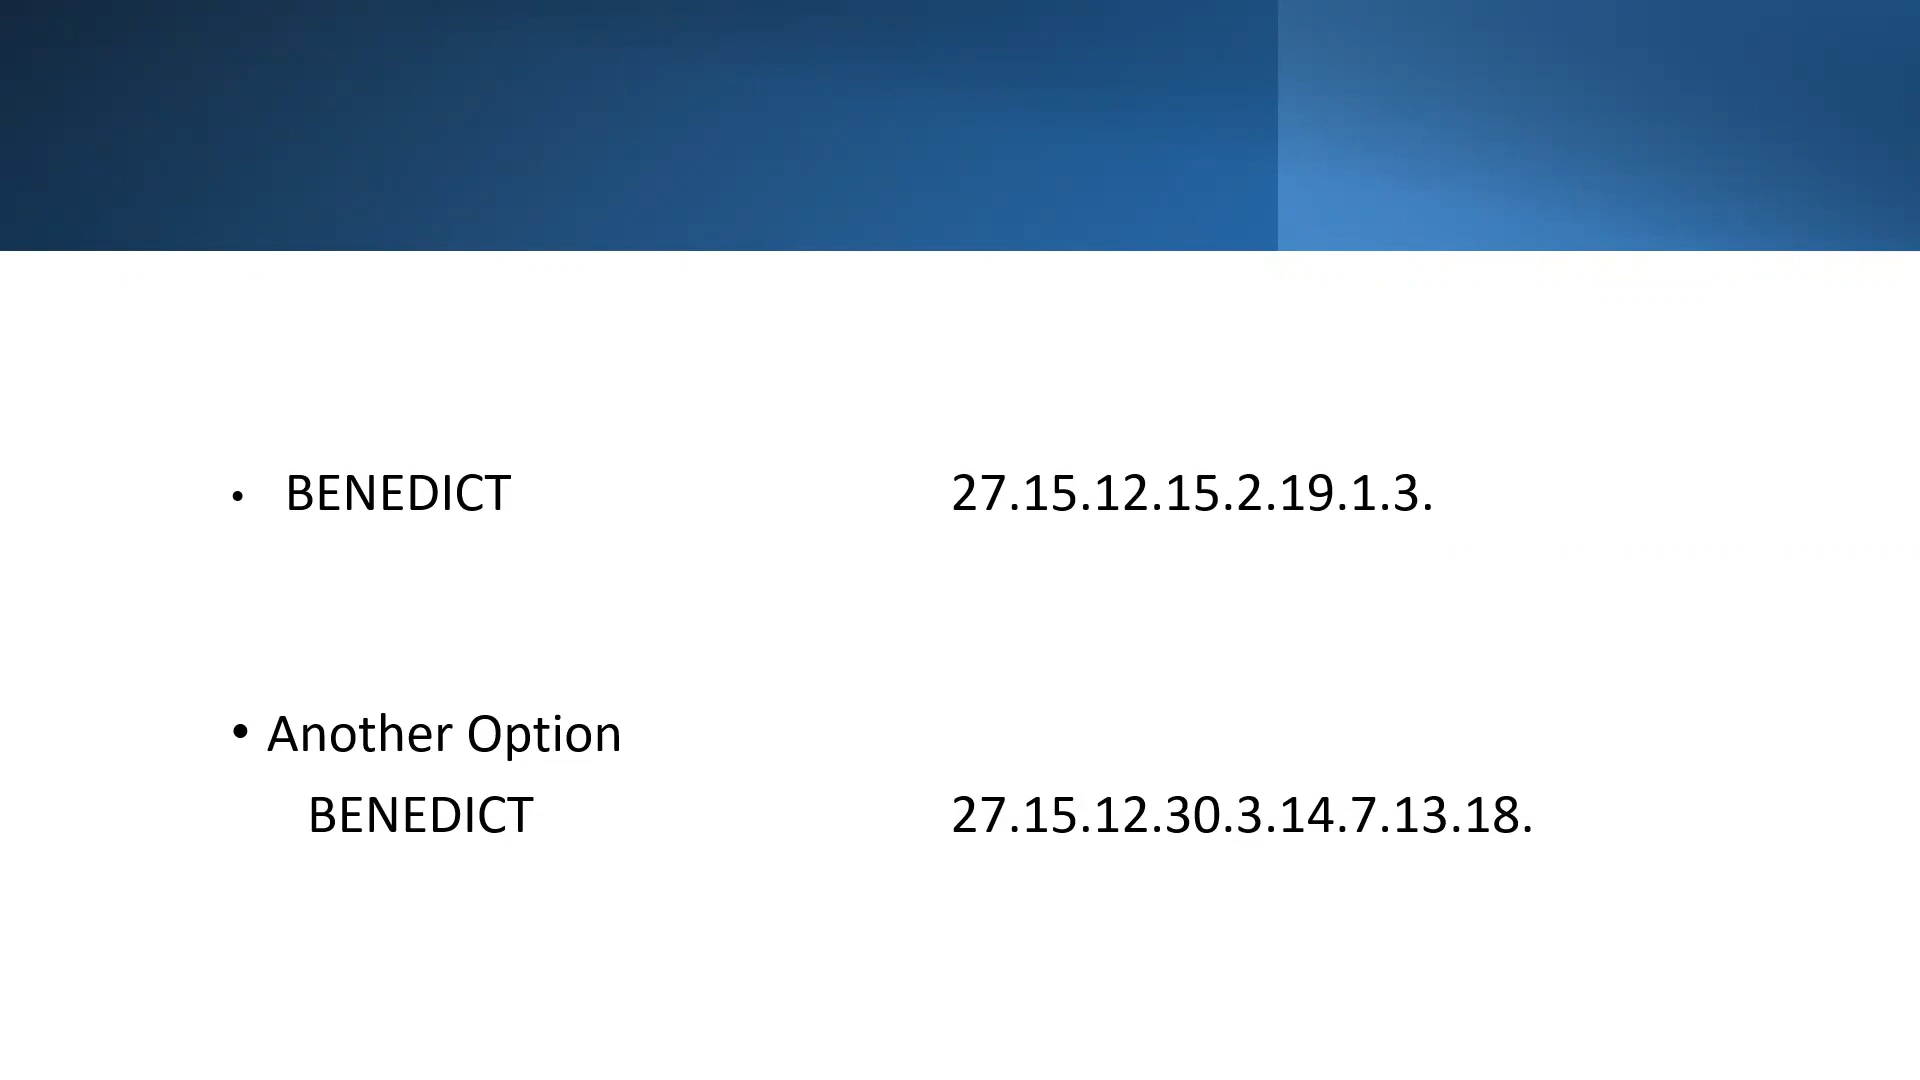 • BENEDICT 27.15.12.15.2.19.1.3.
• Another Option
BENEDICT 27.15.12.30.3.14.7.13.18.